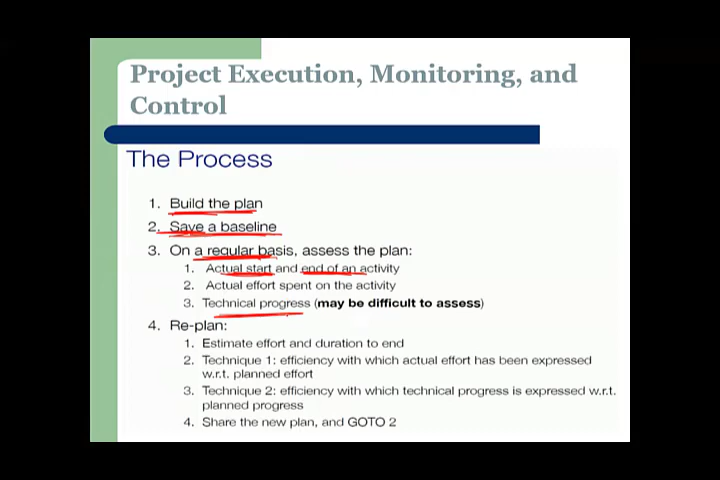 Project Execution, Monitoring, and
Control
The Process
1. Build the plan
2. Save a baseline
3. On a regular basis, assess the plan:
1. Actual start and end of an activity
2. Actual effort spent on the activity
3. Technical progress (may be difficult to assess)
4. Re-plan:
1. Estimate effort and duration to end
2. Technique 1: efficiency with which actual effort has been expressed
w.r.t. planned effort
3. Technique 2: efficiency with which technical progress is expressed w.r.t.
planned progress
4. Share the new plan, and GOTO 2